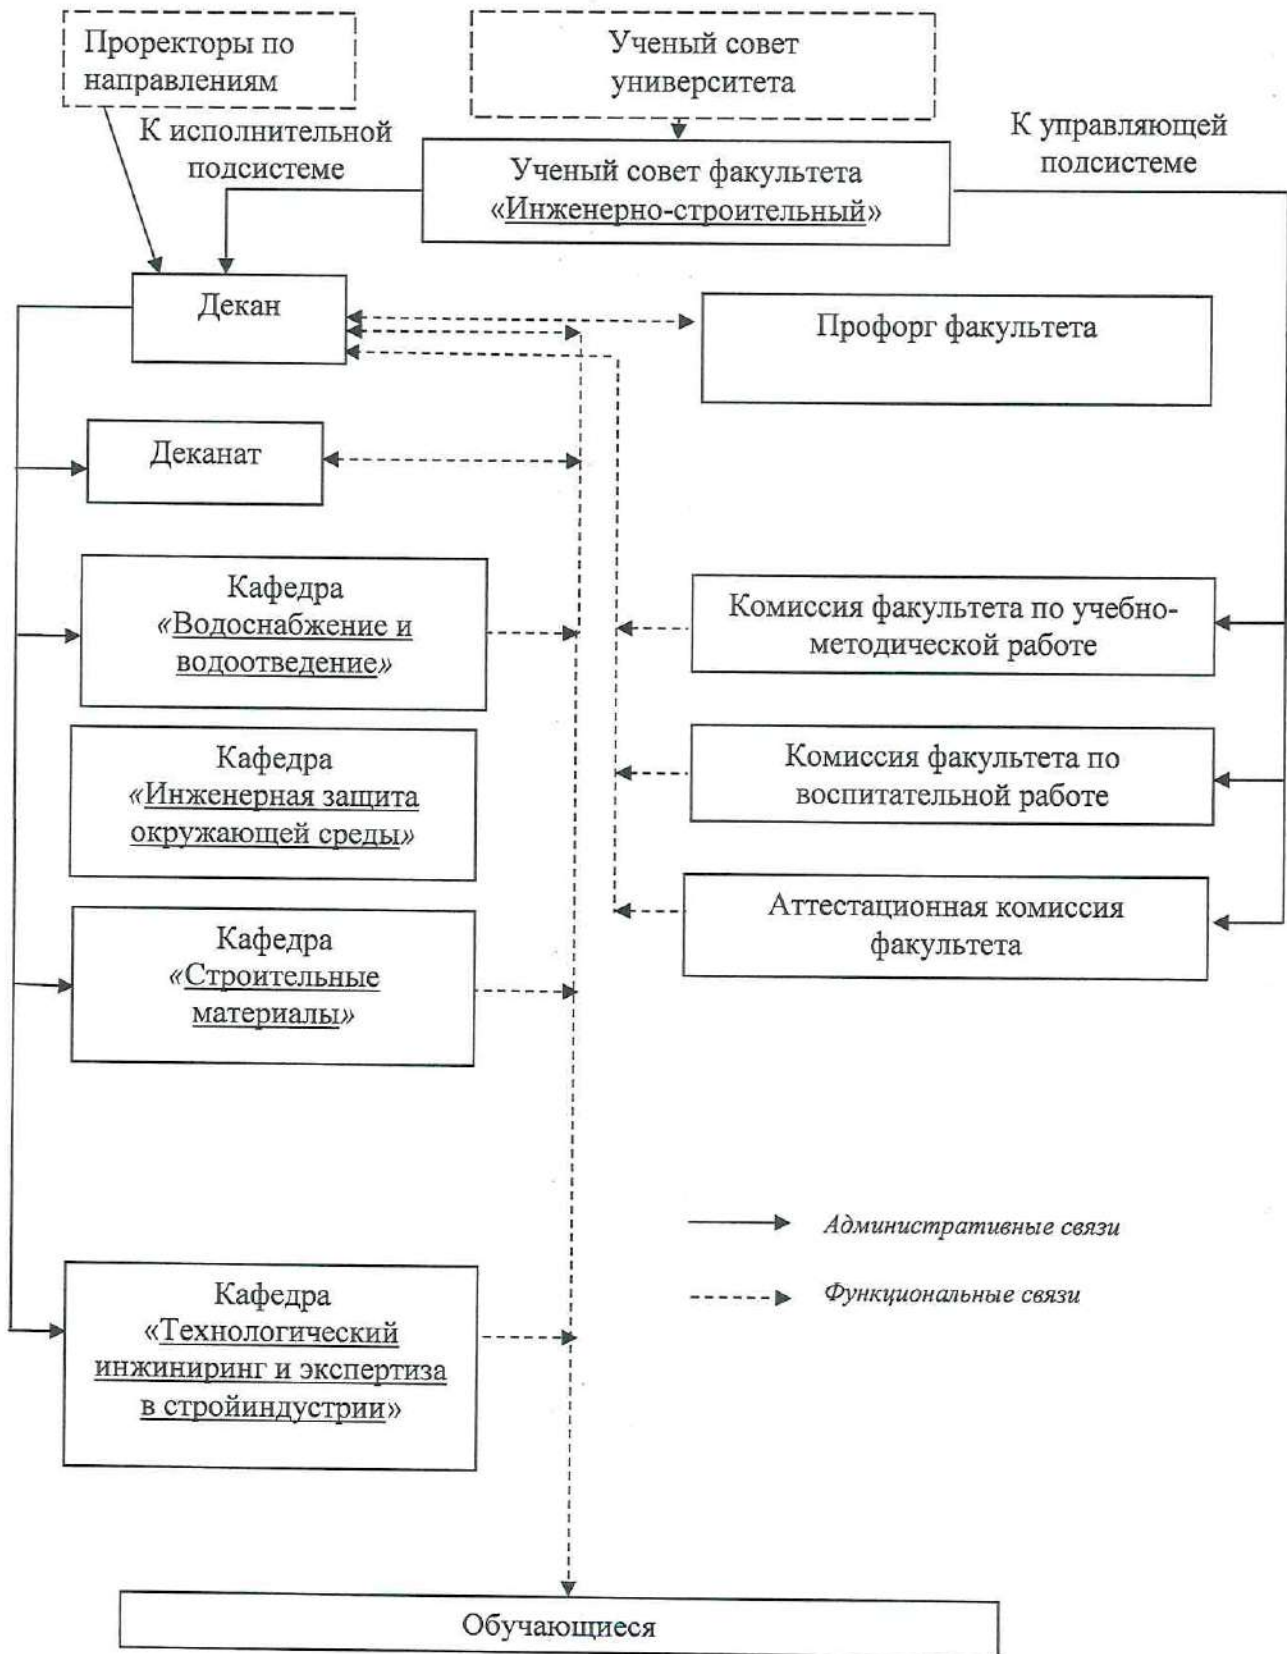 Проректоры по
направлениям
Ученый совет
университета
К исполнительной
подсистеме
К управляющей
подсистеме
Ученый совет факультета
«Инженерно-строительный»
Декан
Профорг факультета
Деканат
Кафедра
«Водоснабжение и
водоотведение»
Комиссия факультета по учебно-
методической работе
Кафедра
«Инженерная защита
окружающей среды»
Комиссия факультета по
воспитательной работе
Кафедра
«Строительные
материалы»
Аттестационная комиссия
факультета
Административные связи
Функциональные связи
Кафедра
«Технологический
инжиниринг и экспертиза
в стройиндустрии»
Обучающиеся